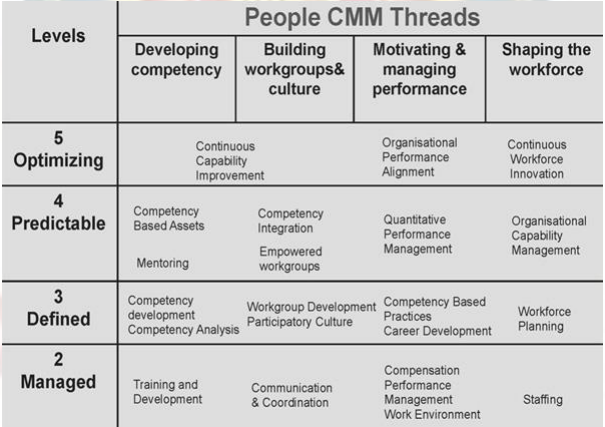 People CMM Threads
Levels
Developing
competency
Building
workgroups&
culture
Motivating &
managing
performance
Shaping the
workforce
5
Optimizing
Continuous
Capability
Improvement
Organisational
Performance
Alignment
Continuous
Workforce
Innovation
4
Predictable
Competency
Based Assets
Mentoring
Competency
Integration
Empowered
workgroups
Quantitative
Performance
Management
Organisational
Capability
Management
3
Defined
Competency
development
Competency Analysis
Workgroup Development
Participatory Culture
Competency Based
Practices
Career Development
Workforce
Planning
2
Managed
Training and
Development
Communication
& Coordination
Compensation
Performance
Management
Work Environment
Staffing